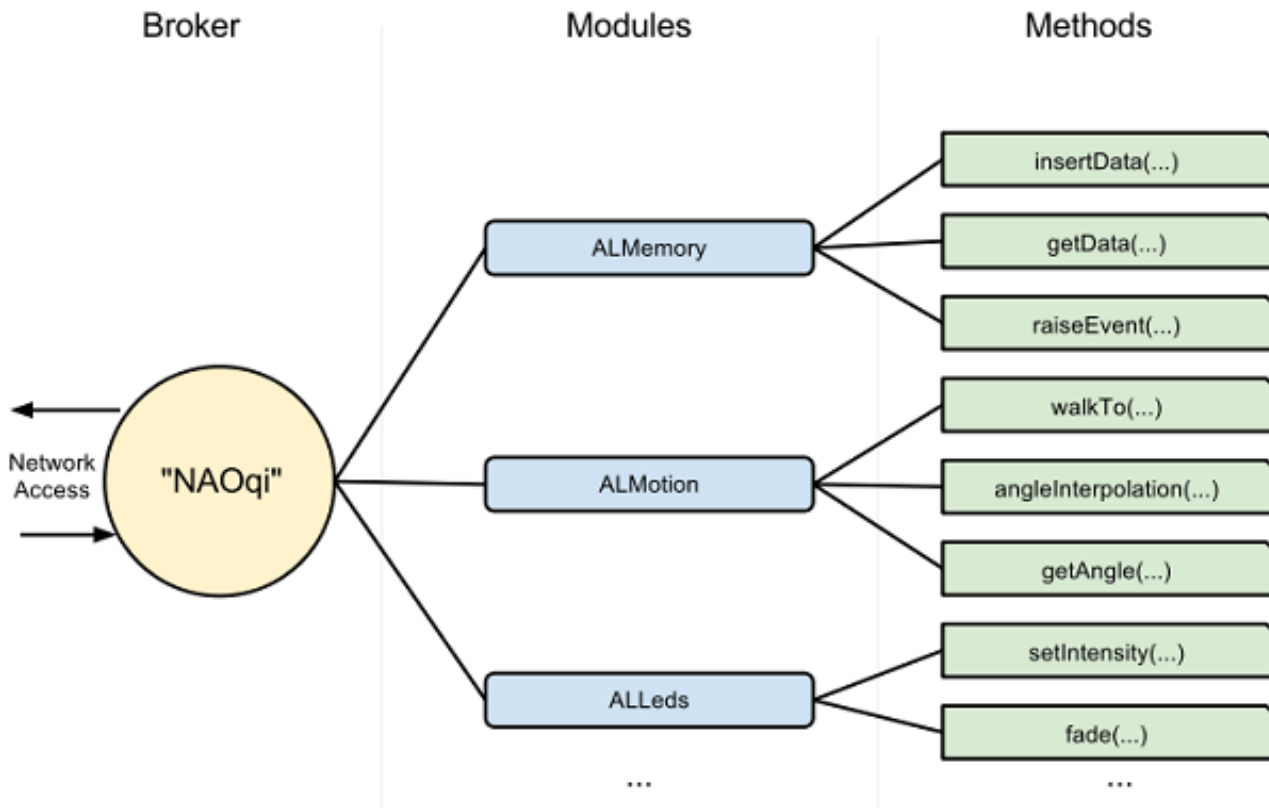 Broker
Modules
Methods
insertData(...)
ALMemory
getData(...)
raiseEvent(...)
walkTo(...)
Network
Access
"NAOqi"
ALMotion
angleInterpolation(...)
getAngle(...)
setIntensity(...)
ALLeds
fade(...)
...
...